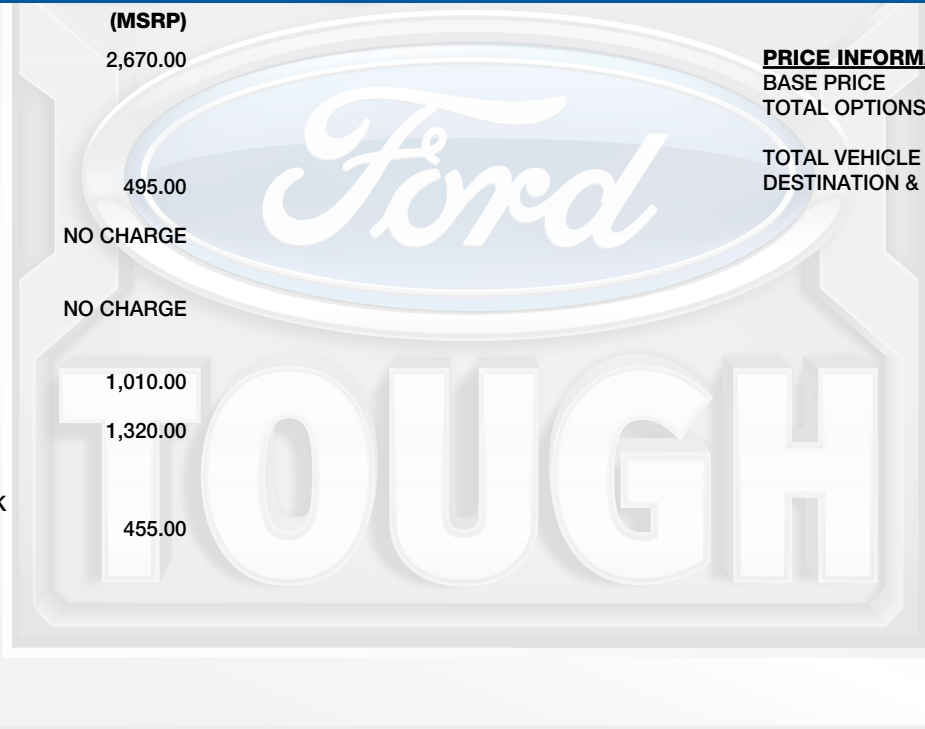 (MSRP)
2,670.00
495.00
NO CHARGE
NO CHARGE
1,010.00
1,320.00
K
455.00
PRICE INFORM
BASE PRICE
TOTAL OPTIONS
TOTAL VEHICLE
DESTINATION &
Ford
TOUGH